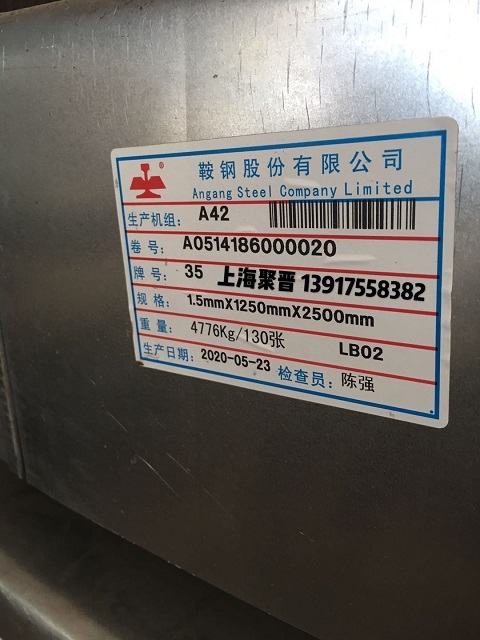 鞍钢股份有限公司
Angang Steel Company Limited
生产机组: A42
卷号: A0514186000020
牌号: 35 上海聚晋 13917558382
规格: 1.5mmX1250mmX2500mm
重量: 4776Kg/130张 LB02
生产日期: 2020-05-23 检查员: 陈强